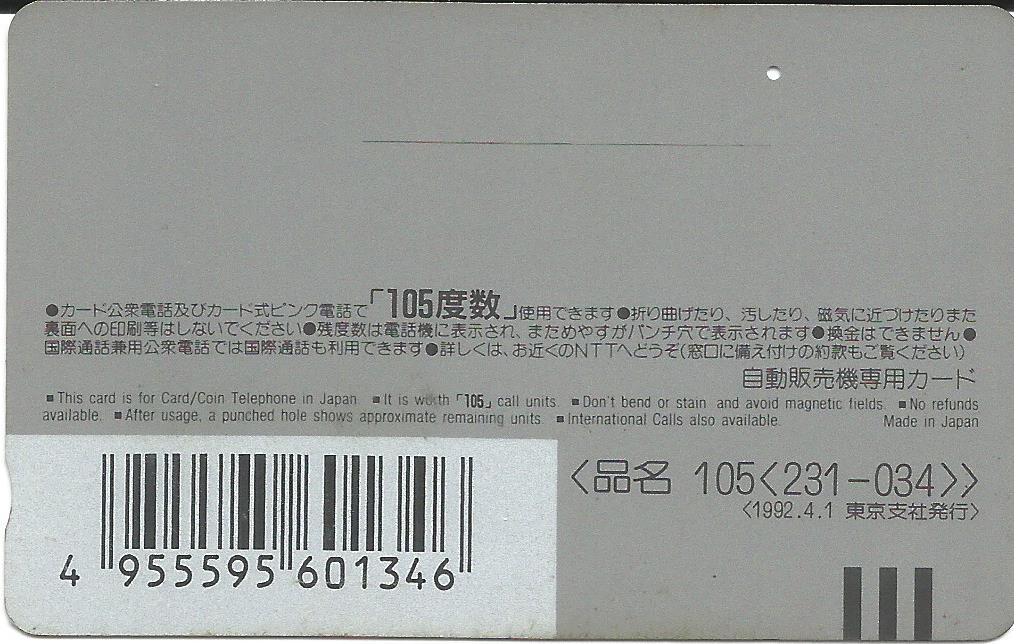 ●カード公衆電話及びカード式ピンク電話で「105度数」使用できます●折り曲げたり、汚したり、磁気に近づけたりまた
裏面への印刷等はしないでください●残度数は電話機に表示され、まためやすがパンチ穴で表示されます●換金はできません●
国際通話兼用公衆電話では国際通話も利用できます●詳しくは、お近くのNTTへどうぞ(窓口に備え付けの約款もご覧ください)
自動販売機専用カード
■This card is for Card/Coin Telephone in Japan. ■It is worth「105」call units. ■Don't bend or stain and avoid magnetic fields. ■No refunds
available. ■After usage, a punched hole shows approximate remaining units. ■International Calls also available. Made in Japan
〈品名 105〈231-034〉〉
〈1992.4.1 東京支社発行〉
4 955595 601346